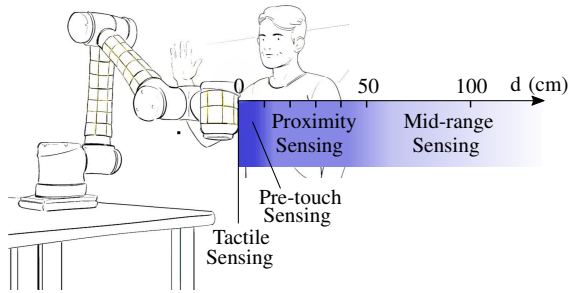 0 50 100 d (cm)
Proximity
Sensing
Mid-range
Sensing
Pre-touch
Sensing
Tactile
Sensing